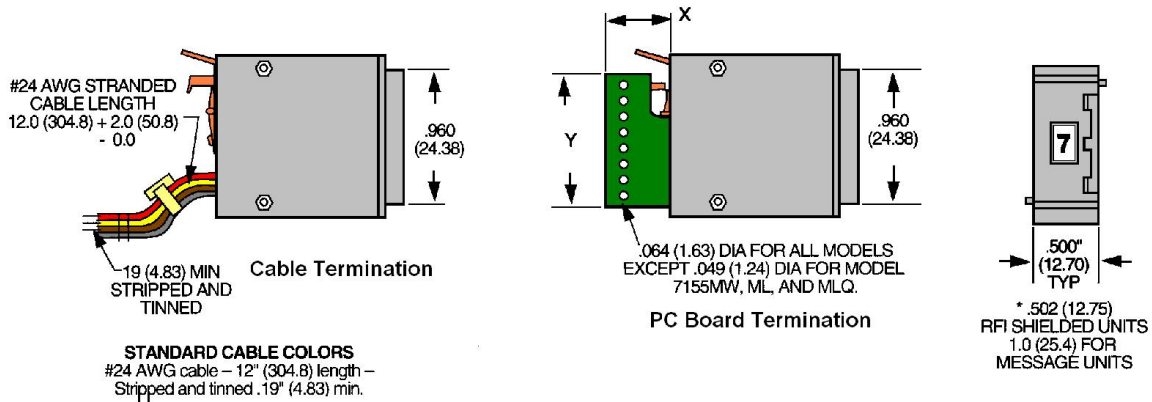 #24 AWG STRANDED
CABLE LENGTH
12.0 (304.8) + 2.0 (50.8)
- 0.0
.960
(24.38)
.19 (4.83) MIN
STRIPPED AND
TINNED
Cable Termination
STANDARD CABLE COLORS
#24 AWG cable – 12" (304.8) length –
Stripped and tinned .19" (4.83) min.
X
Y
.960
(24.38)
.064 (1.63) DIA FOR ALL MODELS
EXCEPT .049 (1.24) DIA FOR MODEL
7155MW, ML, AND MLQ.
PC Board Termination
7
.500"
(12.70)
TYP
* .502 (12.75)
RFI SHIELDED UNITS
1.0 (25.4) FOR
MESSAGE UNITS